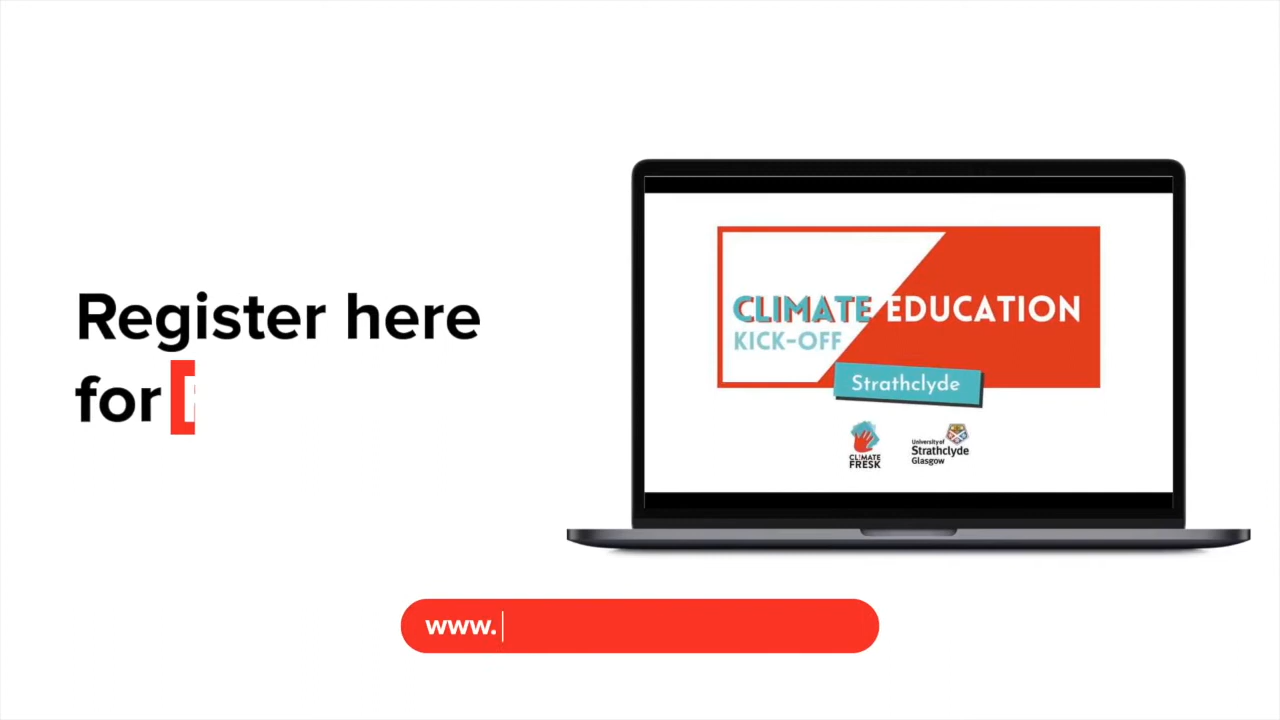 Register here
for
CLIMATE EDUCATION
KICK-OFF
Strathclyde
CLIMATE
FRESK
University of
Strathclyde
Glasgow
www.